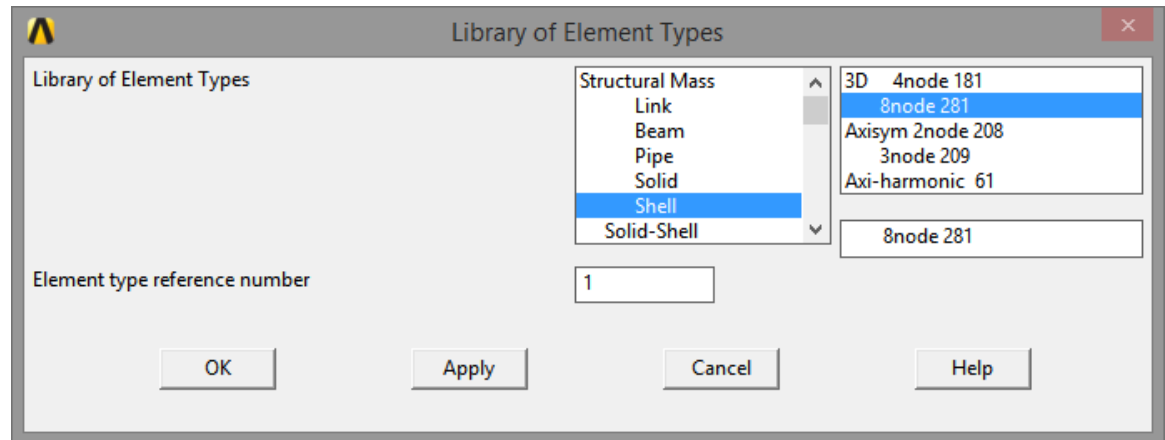 Library of Element Types
Library of Element Types
Structural Mass
Link
Beam
Pipe
Solid
Shell
Solid-Shell
3D 4node 181
8node 281
Axisym 2node 208
3node 209
Axi-harmonic 61
8node 281
Element type reference number
1
OK
Apply
Cancel
Help